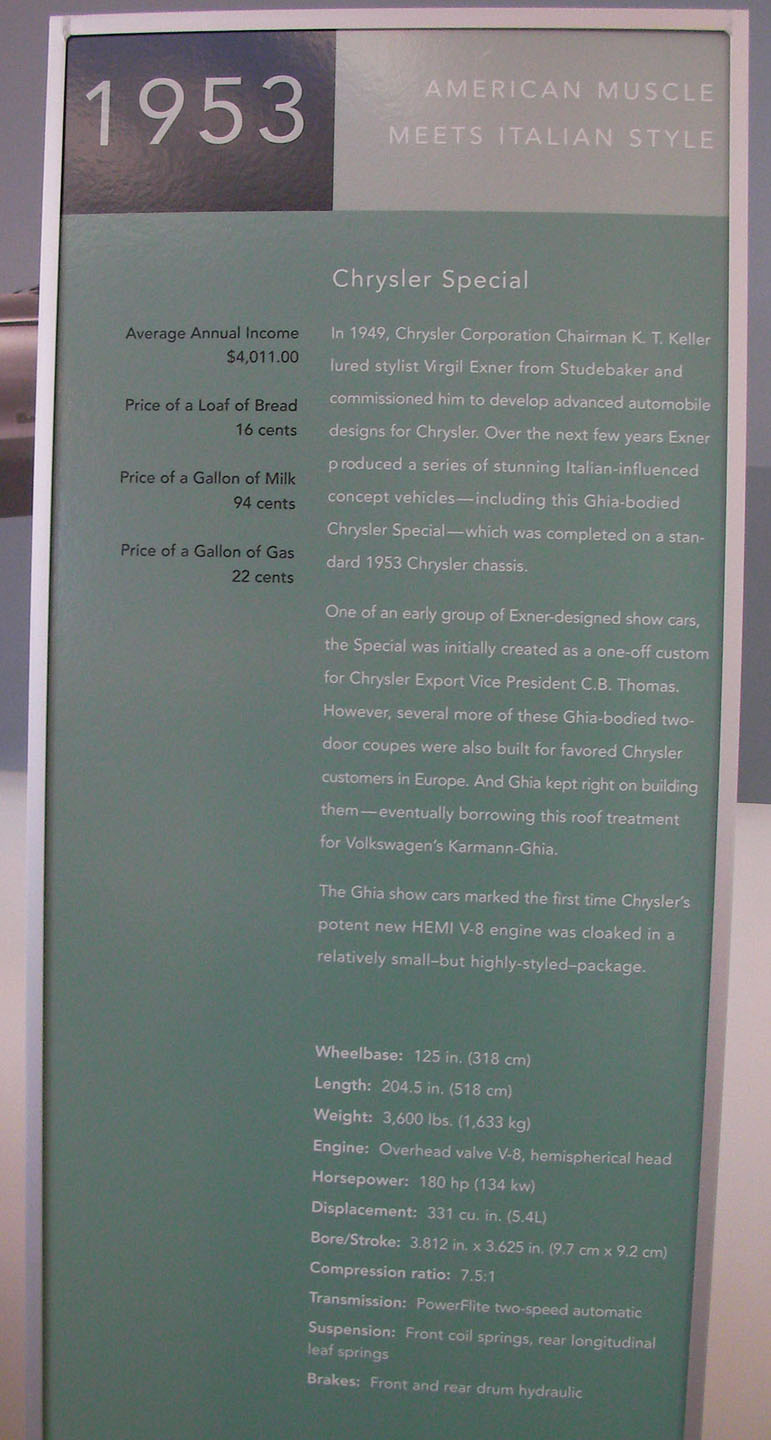 1953
AMERICAN MUSCLE
MEETS ITALIAN STYLE
Average Annual Income
$4,011.00
Price of a Loaf of Bread
16 cents
Price of a Gallon of Milk
94 cents
Price of a Gallon of Gas
22 cents
Chrysler Special
In 1949, Chrysler Corporation Chairman K. T. Keller
lured stylist Virgil Exner from Studebaker and
commissioned him to develop advanced automobile
designs for Chrysler. Over the next few years Exner
produced a series of stunning Italian-influenced
concept vehicles—including this Ghia-bodied
Chrysler Special—which was completed on a stan-
dard 1953 Chrysler chassis.
One of an early group of Exner-designed show cars,
the Special was initially created as a one-off custom
for Chrysler Export Vice President C.B. Thomas.
However, several more of these Ghia-bodied two-
door coupes were also built for favored Chrysler
customers in Europe. And Ghia kept right on building
them—eventually borrowing this roof treatment
for Volkswagen's Karmann-Ghia.
The Ghia show cars marked the first time Chrysler's
potent new HEMI V-8 engine was cloaked in a
relatively small–but highly-styled–package.
Wheelbase: 125 in. (318 cm)
Length: 204.5 in. (518 cm)
Weight: 3,600 lbs. (1,633 kg)
Engine: Overhead valve V-8, hemispherical head
Horsepower: 180 hp (134 kw)
Displacement: 331 cu. in. (5.4L)
Bore/Stroke: 3.812 in. x 3.625 in. (9.7 cm x 9.2 cm)
Compression ratio: 7.5:1
Transmission: PowerFlite two-speed automatic
Suspension: Front coil springs, rear longitudinal
leaf springs
Brakes: Front and rear drum hydraulic